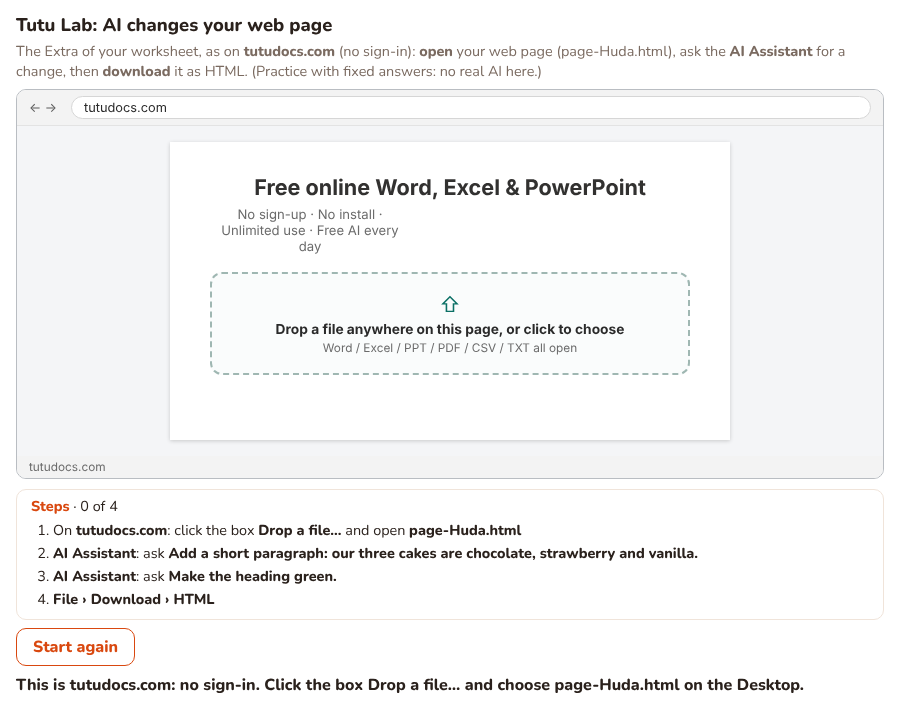 Tutu Lab: AI changes your web page
The Extra of your worksheet, as on tutudocs.com (no sign-in): open your web page (page-Huda.html), ask the AI Assistant for a
change, then download it as HTML. (Practice with fixed answers: no real AI here.)
← → tutudocs.com
Free online Word, Excel & PowerPoint
No sign-up · No install ·
Unlimited use · Free AI every
day
Drop a file anywhere on this page, or click to choose
Word / Excel / PPT / PDF / CSV / TXT all open
tutudocs.com
Steps · 0 of 4
1. On tutudocs.com: click the box Drop a file... and open page-Huda.html
2. AI Assistant: ask Add a short paragraph: our three cakes are chocolate, strawberry and vanilla.
3. AI Assistant: ask Make the heading green.
4. File › Download › HTML
Start again
This is tutudocs.com: no sign-in. Click the box Drop a file... and choose page-Huda.html on the Desktop.